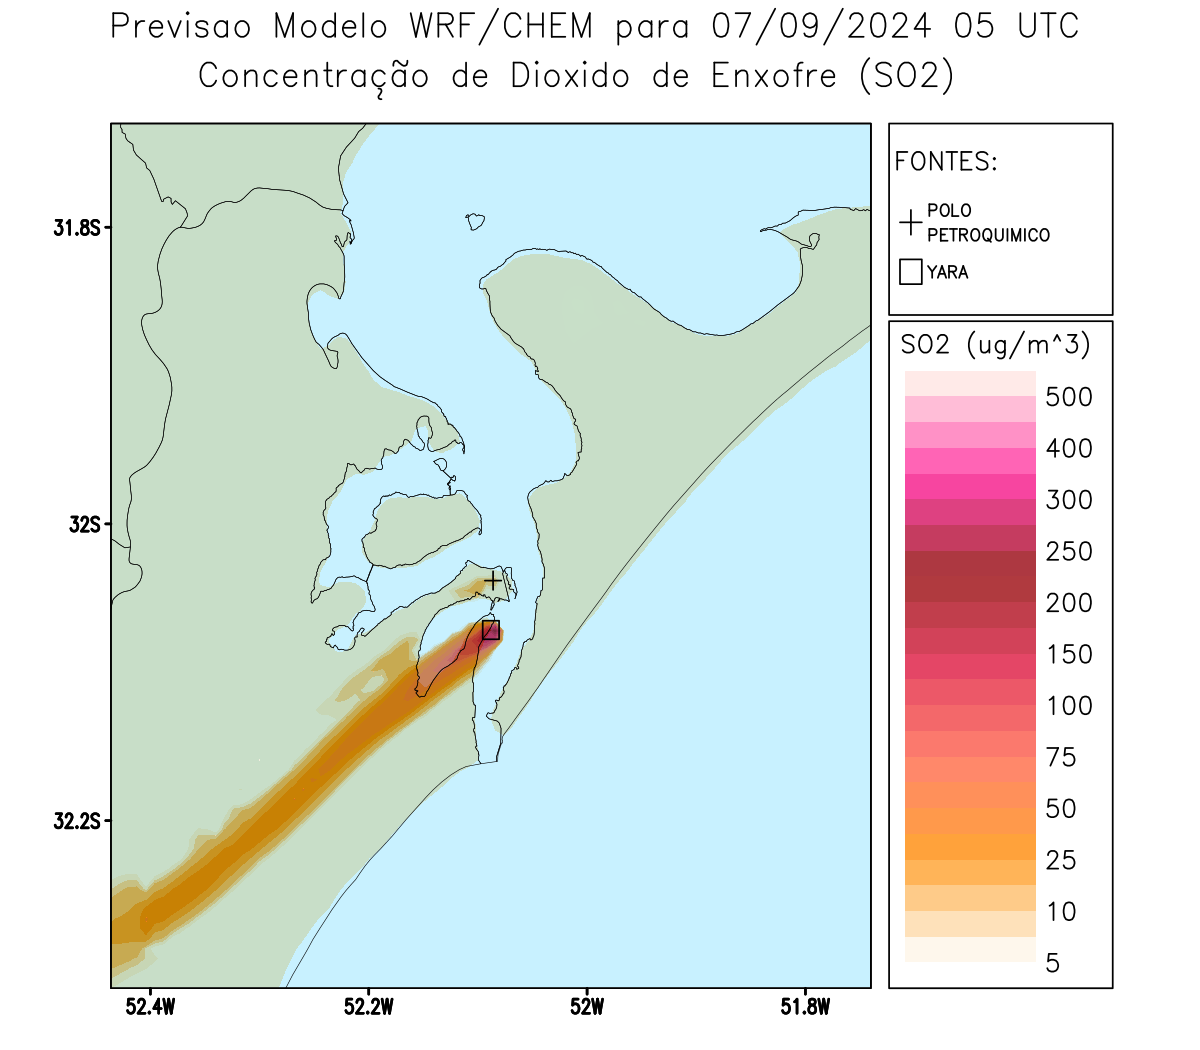 Previsao Modelo WRF/CHEM para 07/09/2024 05 UTC
Concentração de Dioxido de Enxofre (SO2)
FONTES:
POLO
PETROQUIMICO
YARA
31.8S
32S
32.2S
52.4W
52.2W
52W
51.8W
SO2 (ug/m^3)
500
400
300
250
200
150
100
75
50
25
10
5